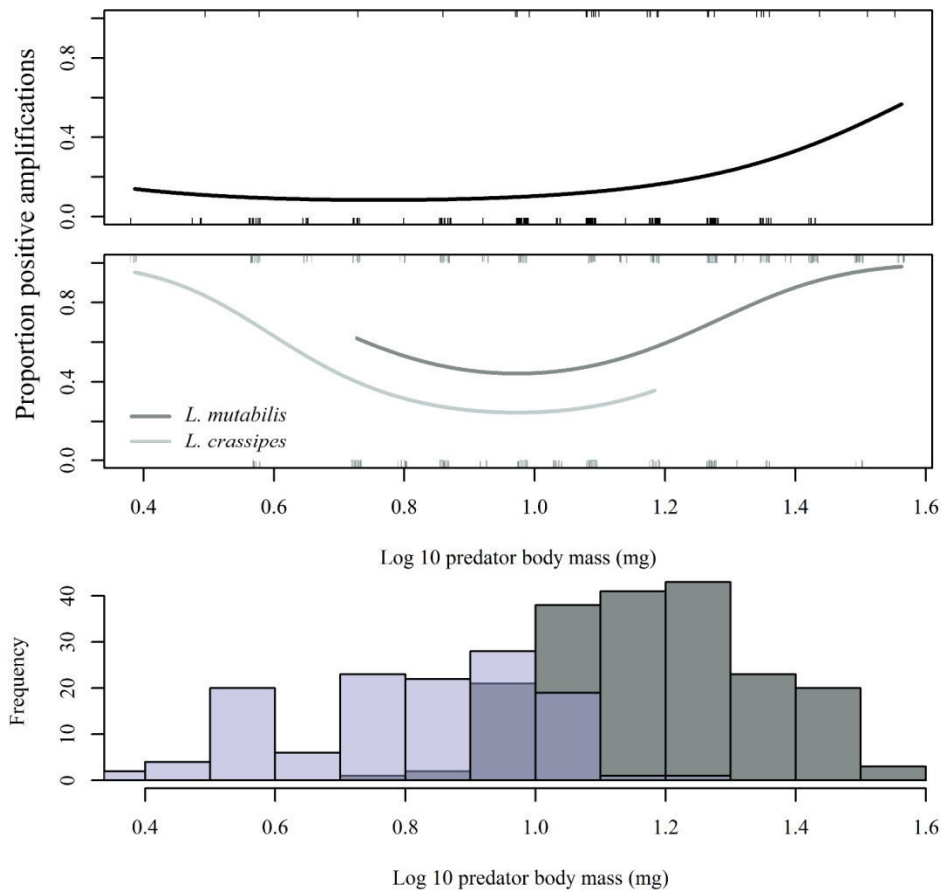 Proportion positive amplifications
0.8
0.4
0.0
0.8
0.4
0.0
L. mutabilis
L. crassipes
0.4 0.6 0.8 1.0 1.2 1.4 1.6
Log 10 predator body mass (mg)
Frequency
40
30
20
10
0
0.4 0.6 0.8 1.0 1.2 1.4 1.6
Log 10 predator body mass (mg)